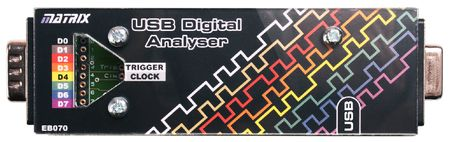 MATRIX
USB Digital
Analyser
D0
D1
D2
D3
D4
D5
D6
D7
TRIGGER
CLOCK
EB070
USB